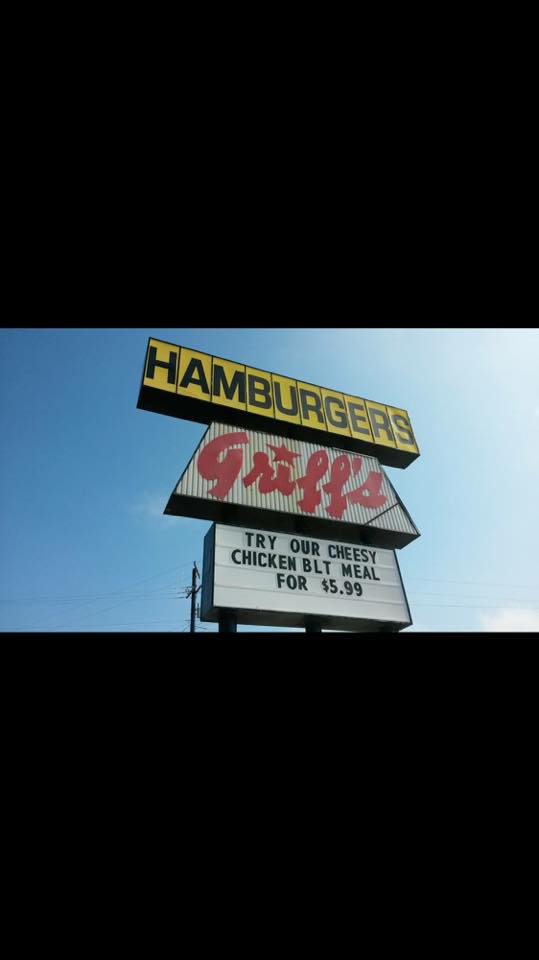 HAMBURGERS
Griff's
TRY OUR CHEESY
CHICKEN BLT MEAL
FOR $5.99